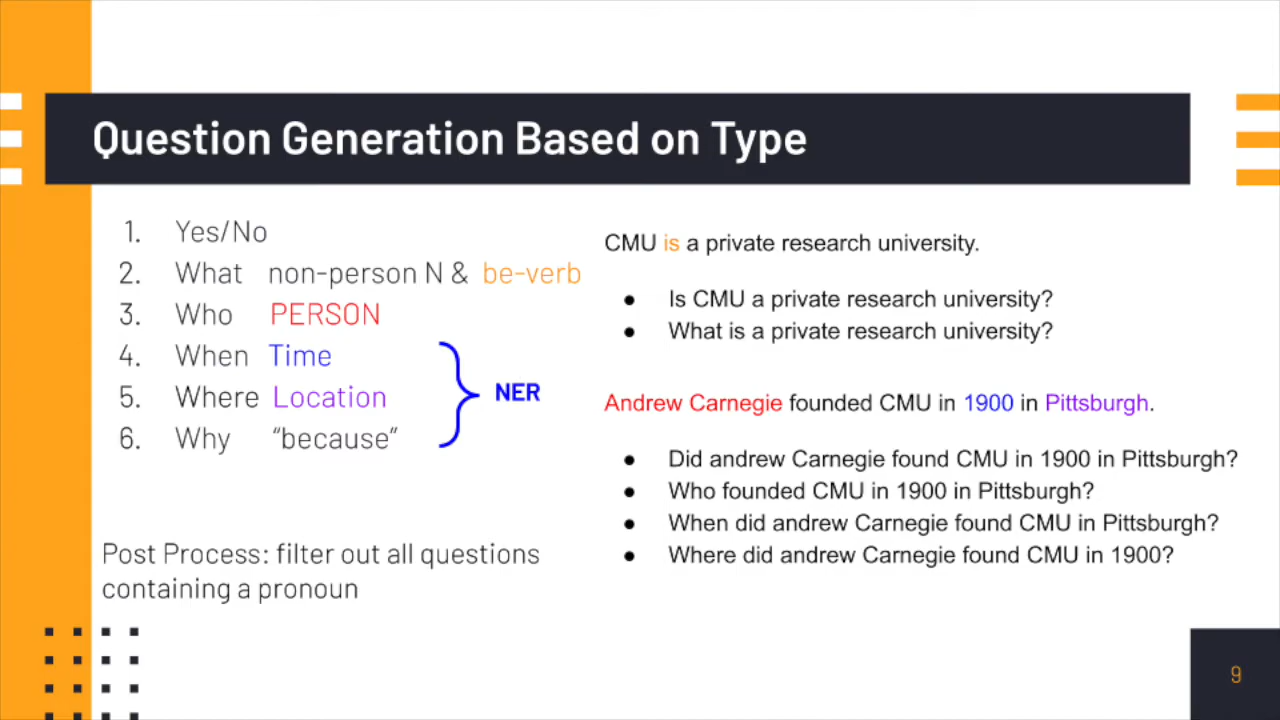 Question Generation Based on Type
1. Yes/No
2. What non-person N & be-verb
3. Who PERSON
4. When Time
5. Where Location
6. Why “because”
NER
Post Process: filter out all questions
containing a pronoun
CMU is a private research university.
● Is CMU a private research university?
● What is a private research university?
Andrew Carnegie founded CMU in 1900 in Pittsburgh.
● Did andrew Carnegie found CMU in 1900 in Pittsburgh?
● Who founded CMU in 1900 in Pittsburgh?
● When did andrew Carnegie found CMU in Pittsburgh?
● Where did andrew Carnegie found CMU in 1900?
9